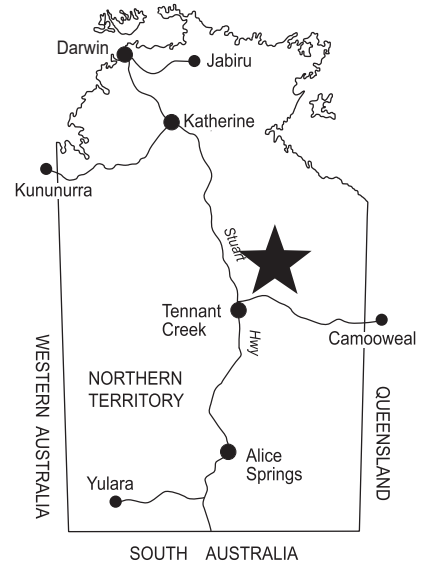 Darwin
Jabiru
Katherine
Kununurra
Stuart
Tennant
Creek
Hwy
Camooweal
WESTERN AUSTRALIA
NORTHERN
TERRITORY
QUEENSLAND
Alice
Springs
Yulara
SOUTH AUSTRALIA